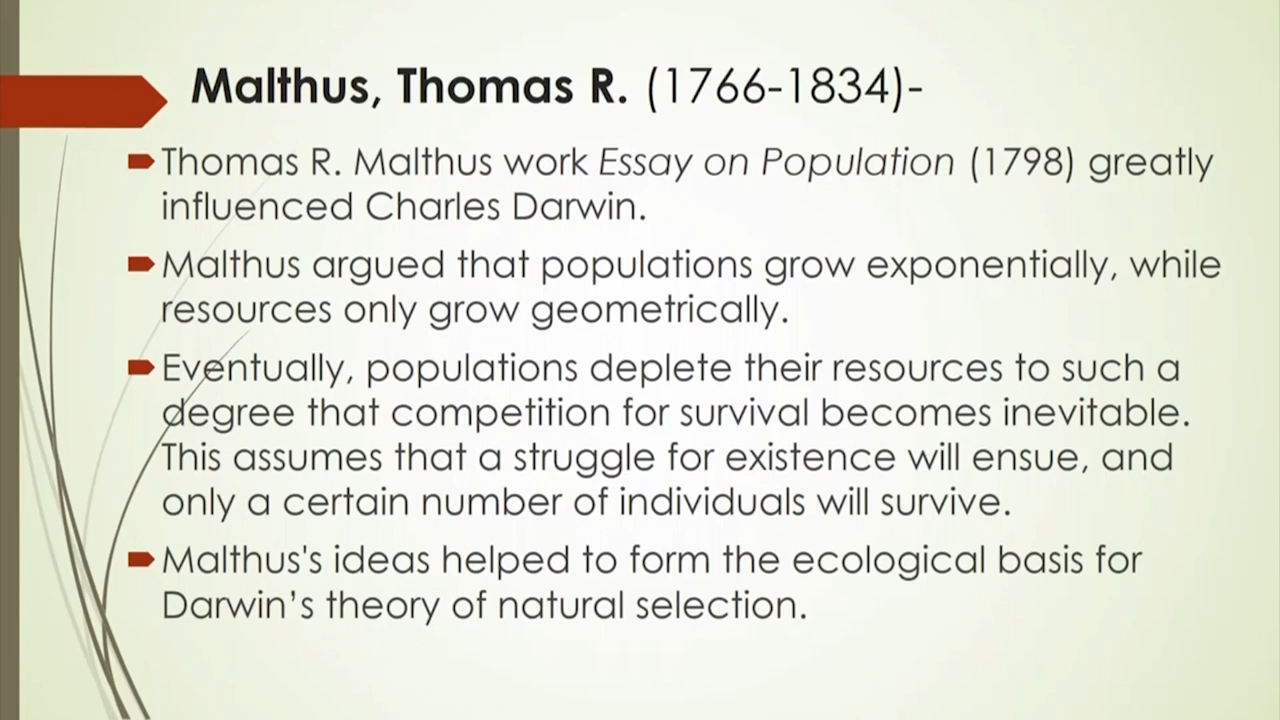 Malthus, Thomas R. (1766-1834)-
Thomas R. Malthus work Essay on Population (1798) greatly
influenced Charles Darwin.
Malthus argued that populations grow exponentially, while
resources only grow geometrically.
Eventually, populations deplete their resources to such a
degree that competition for survival becomes inevitable.
This assumes that a struggle for existence will ensue, and
only a certain number of individuals will survive.
Malthus's ideas helped to form the ecological basis for
Darwin’s theory of natural selection.